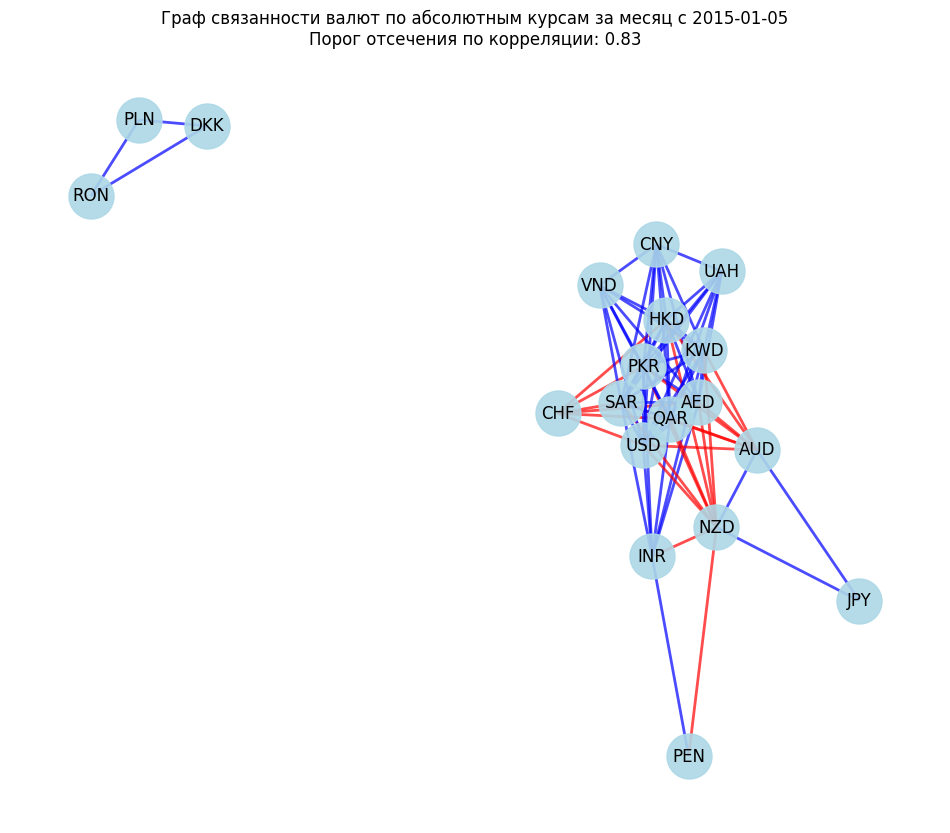 Граф связанности валют по абсолютным курсам за месяц с 2015-01-05
Порог отсечения по корреляции: 0.83
PLN
DKK
RON
CNY
UAH
VND
HKD
KWD
PKR
SAR
AED
CHF
QAR
USD
AUD
NZD
INR
JPY
PEN